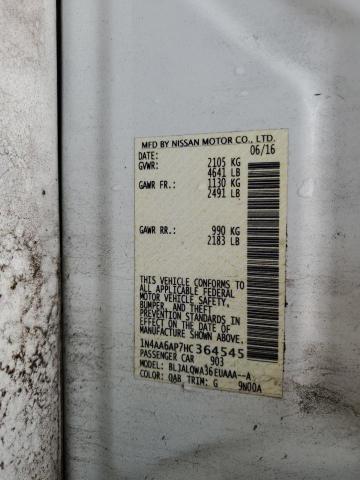 MFD BY NISSAN MOTOR CO., LTD.
DATE: 06/16
GVWR: 2105 KG
4641 LB
GAWR FR.: 1130 KG
2491 LB
GAWR RR.: 990 KG
2183 LB
THIS VEHICLE CONFORMS TO
ALL APPLICABLE FEDERAL
MOTOR VEHICLE SAFETY,
BUMPER, AND THEFT
PREVENTION STANDARDS IN
EFFECT ON THE DATE OF
MANUFACTURE SHOWN ABOVE.
1N4AA6AP7HC364545
PASSENGER CAR 903
MODEL: BLJALQWA36EUAAA--A
COLOR: QAB TRIM: G 9N00A